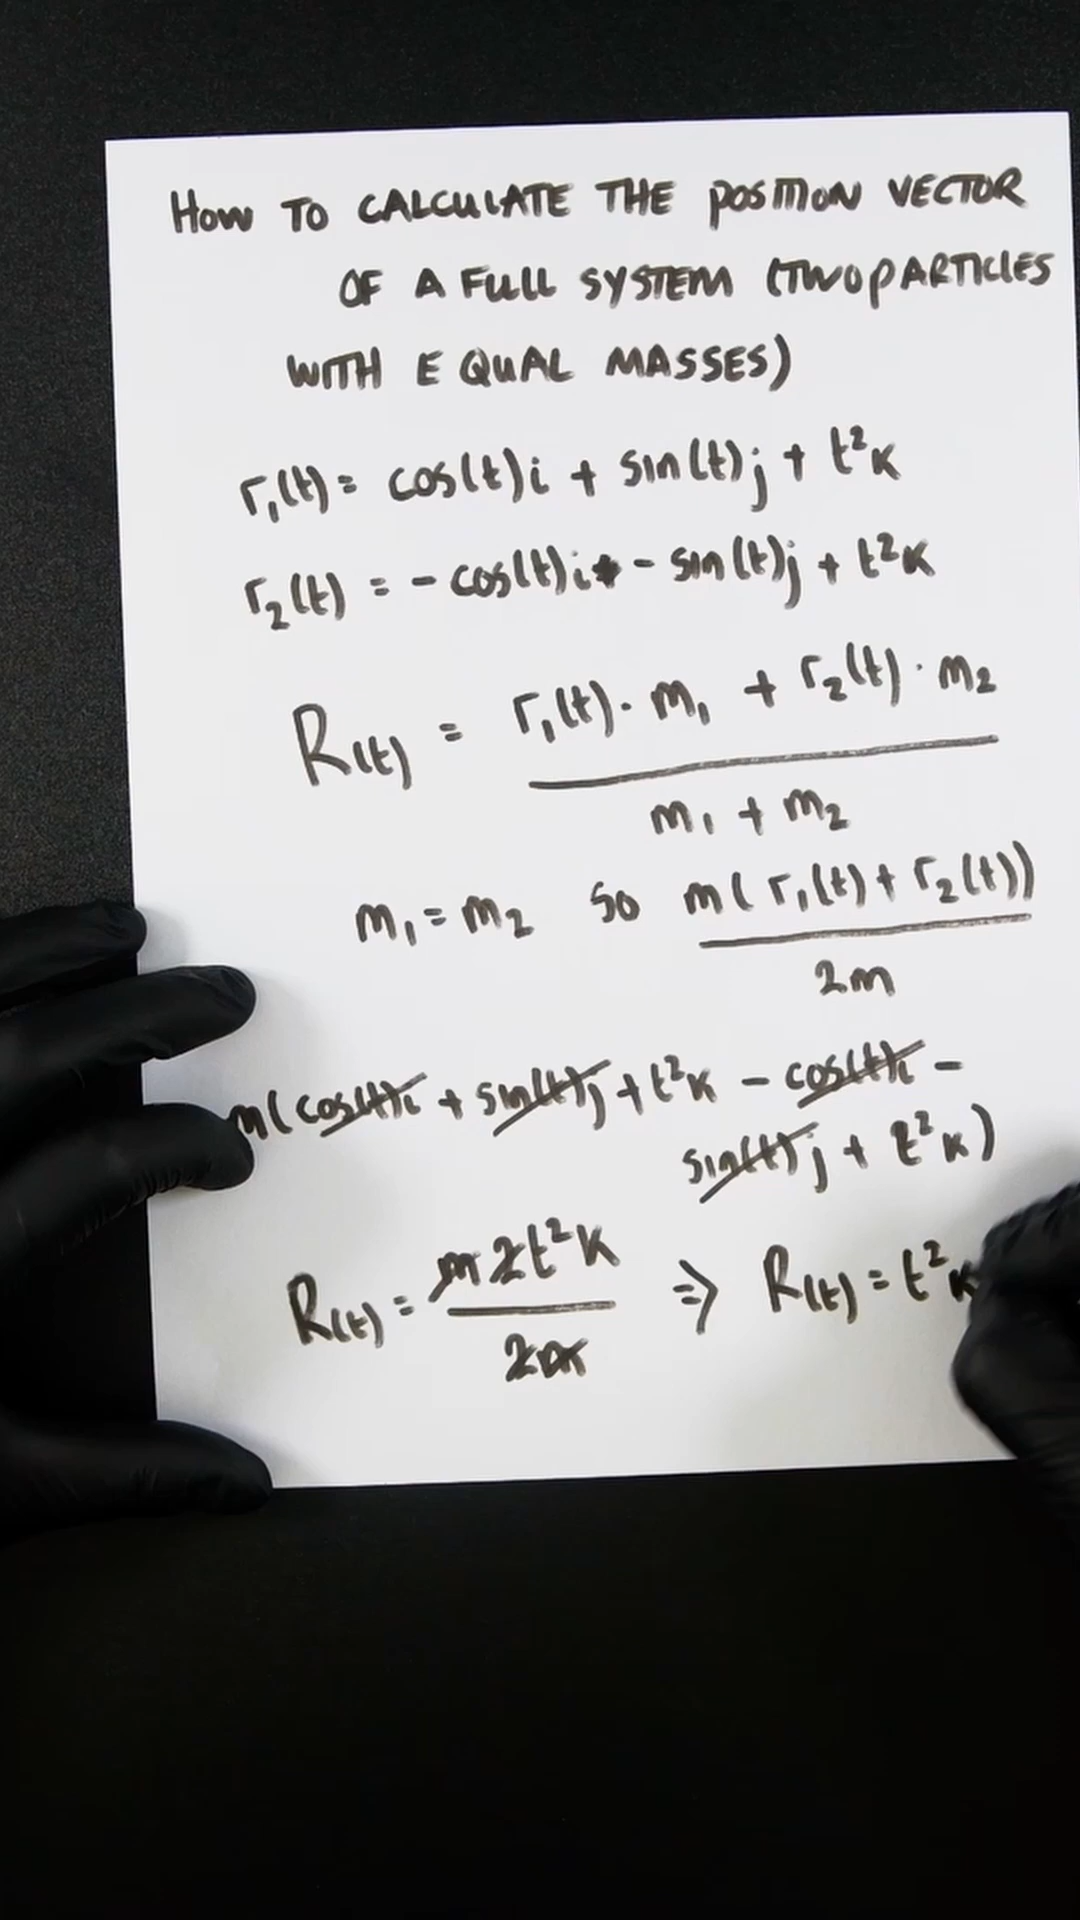 HOW TO CALCULATE THE POSITION VECTOR
OF A FULL SYSTEM (TWO PARTICLES
WITH EQUAL MASSES)
r₁(t) = cos(t)i + sin(t)j + t²k
r₂(t) = - cos(t)i - sin(t)j + t²k
R(t) = r₁(t) · m₁ + r₂(t) · m₂
m₁ + m₂
m₁ = m₂ so m(r₁(t) + r₂(t))
2m
m(cos(t)i + sin(t)j + t²k - cos(t)i -
sin(t)j + t²k)
R(t) = m2t²k ⇒ R(t) = t²k
2m